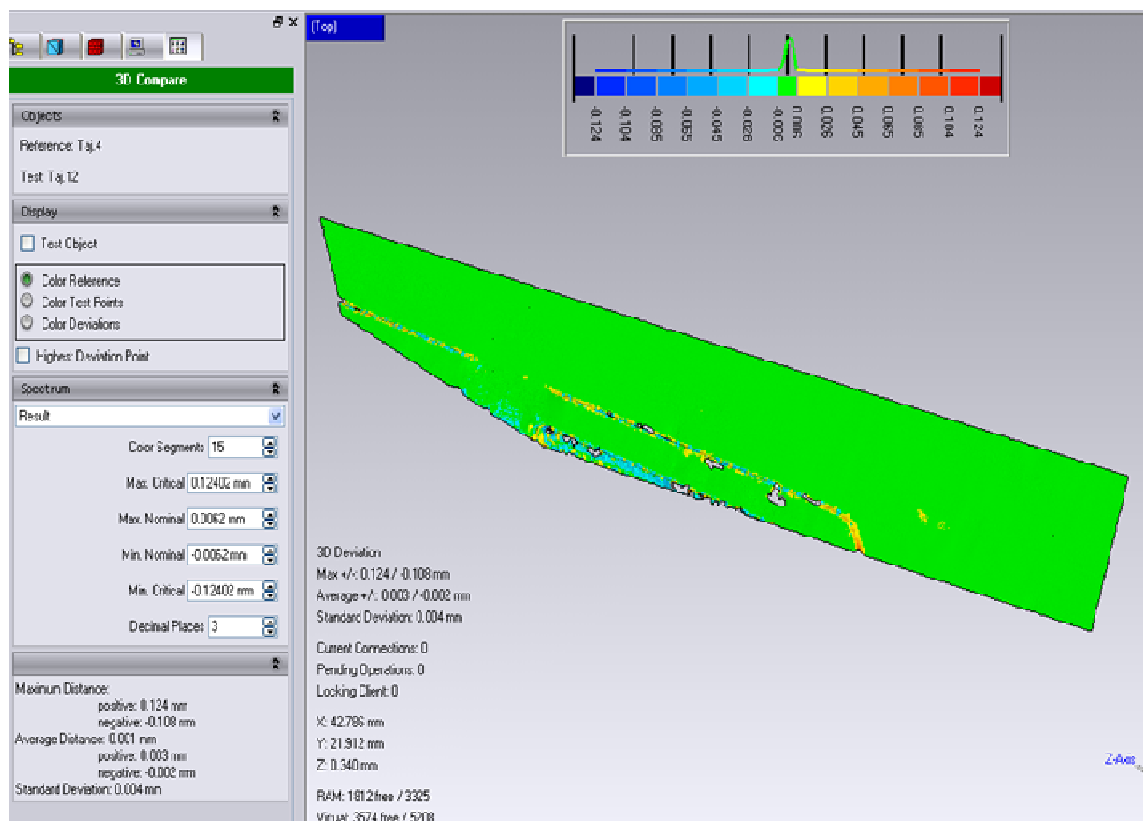 3D Compare
Objects
Reference: Taj.4
Test: Taj.12
Display
Test Object
Color Reference
Color Test Points
Color Deviations
Highest Deviation Point
Spectrum
Result
Color Segments 15
Max. Critical 0.12402 mm
Max. Nominal 0.0062 mm
Min. Nominal -0.0062 mm
Min. Critical -0.12402 mm
Decimal Places 3
Maximum Distance:
positive: 0.124 mm
negative: -0.108 mm
Average Distance: 0.001 mm
positive: 0.003 mm
negative: -0.002 mm
Standard Deviation: 0.004 mm
(Top)
-0.124
-0.104
-0.085
-0.065
-0.045
-0.026
-0.006
0.006
0.026
0.045
0.065
0.085
0.104
0.124
3D Deviation
Max +/-: 0.124 / -0.108 mm
Average +/-: 0.003 / -0.002 mm
Standard Deviation: 0.004 mm
Current Connections: 0
Pending Operations: 0
Locking Client: 0
X: 42.786 mm
Y: 21.912 mm
Z: 0.340 mm
RAM: 1812 free / 3325
Virtual: 3574 free / 5208
Z-Axis